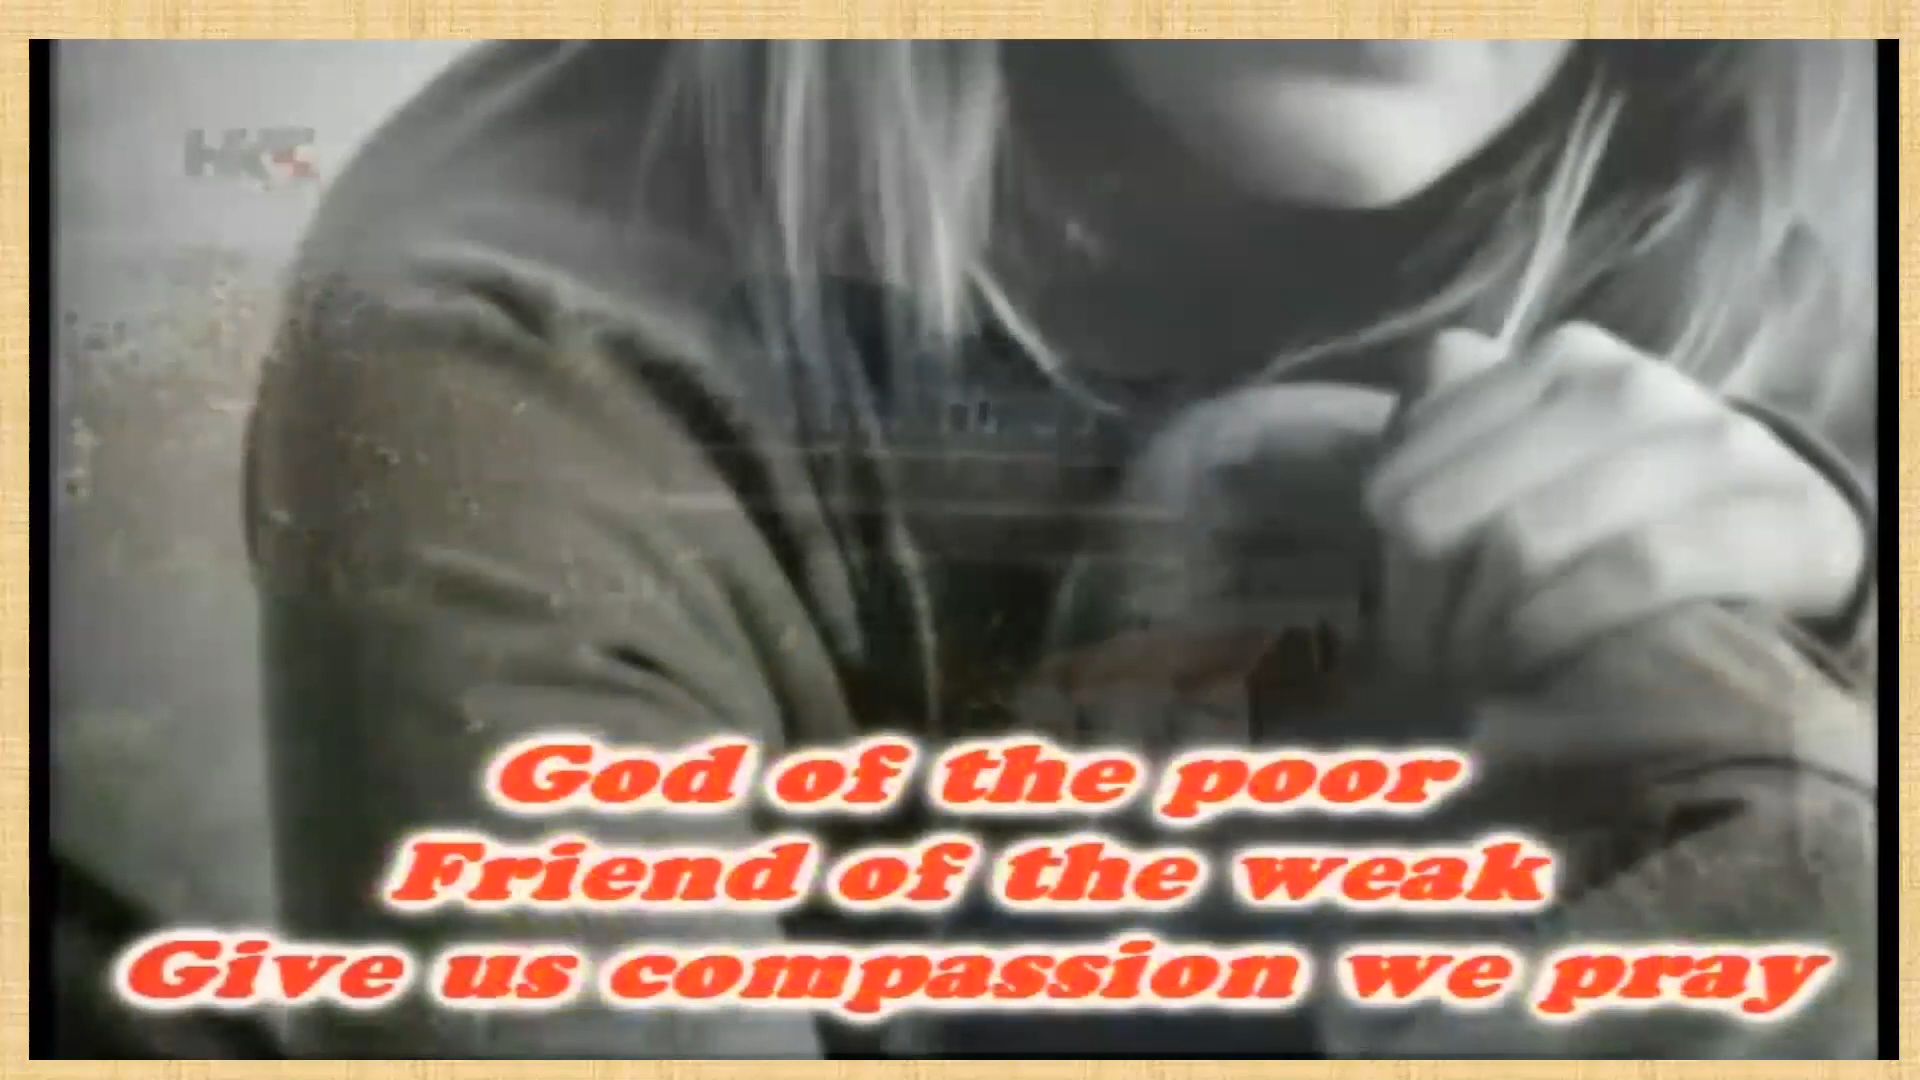 God of the poor
Friend of the weak
Give us compassion we pray